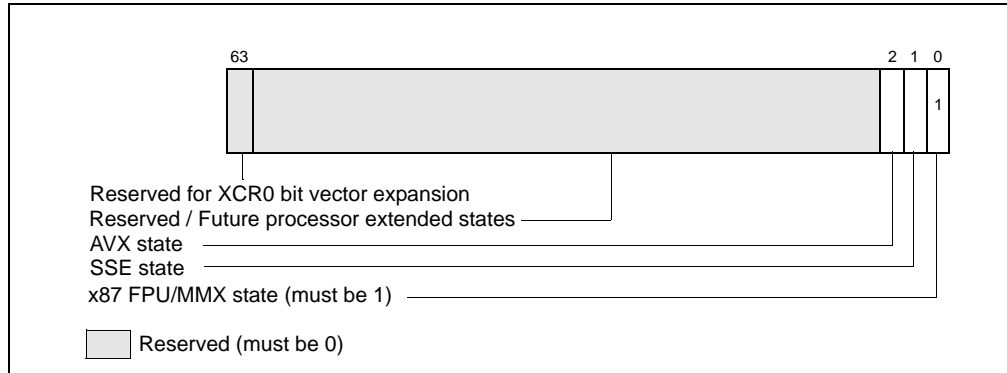 63 2 1 0
1
Reserved for XCR0 bit vector expansion
Reserved / Future processor extended states
AVX state
SSE state
x87 FPU/MMX state (must be 1)
Reserved (must be 0)